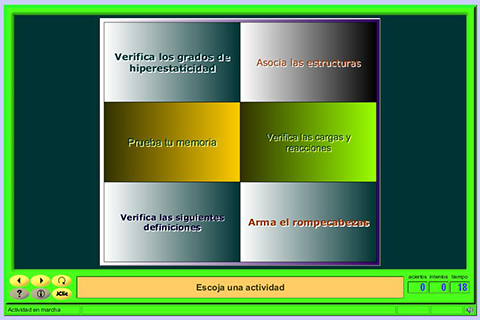 Verifica los grados de
hiperestaticidad
Asocia las estructuras
Prueba tu memoria
Verifica las cargas y
reacciones
Verifica las siguientes
definiciones
Arma el rompecabezas
Escoja una actividad
aciertos intentos tiempo
0 0 18
? JClic
Actividad en marcha